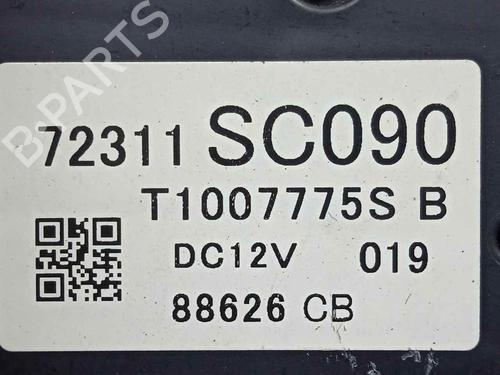 B-PARTS
72311 SC090
T1007775S B
DC12V 019
88626 CB